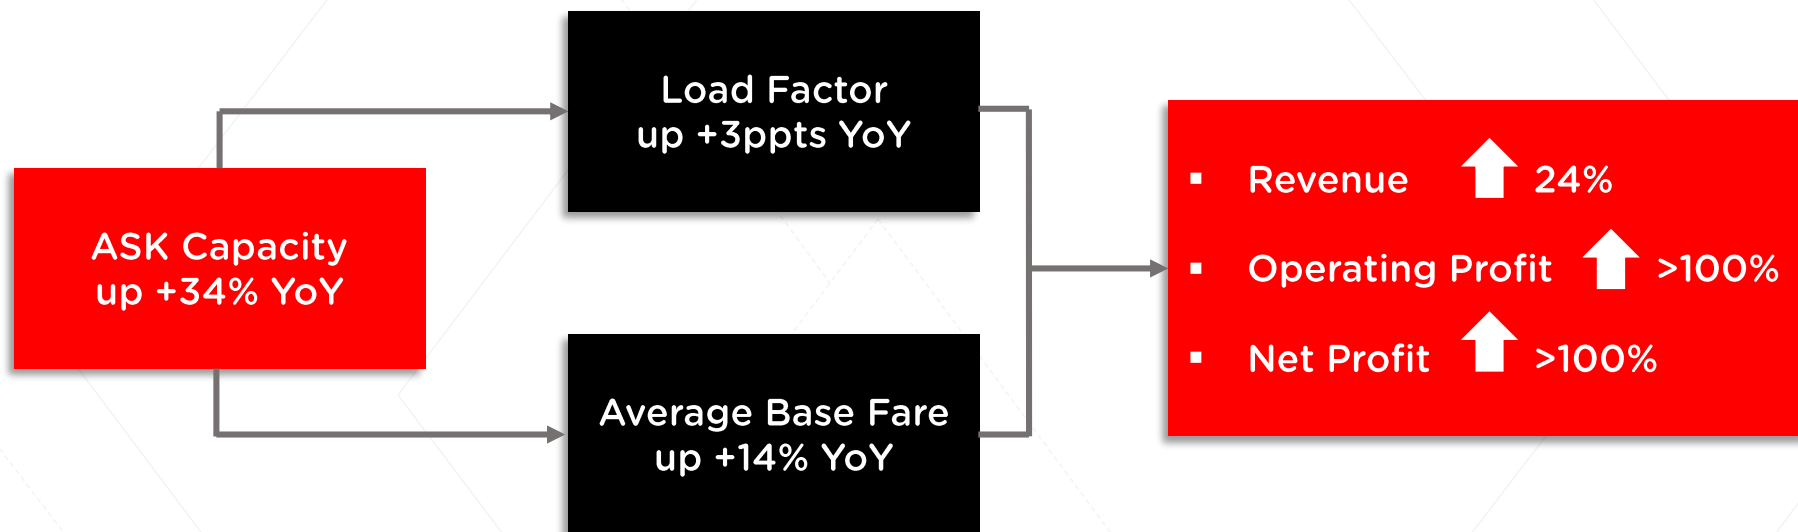 ASK Capacity
up +34% YoY
Load Factor
up +3ppts YoY
Average Base Fare
up +14% YoY
▪ Revenue 24%
▪ Operating Profit >100%
▪ Net Profit >100%